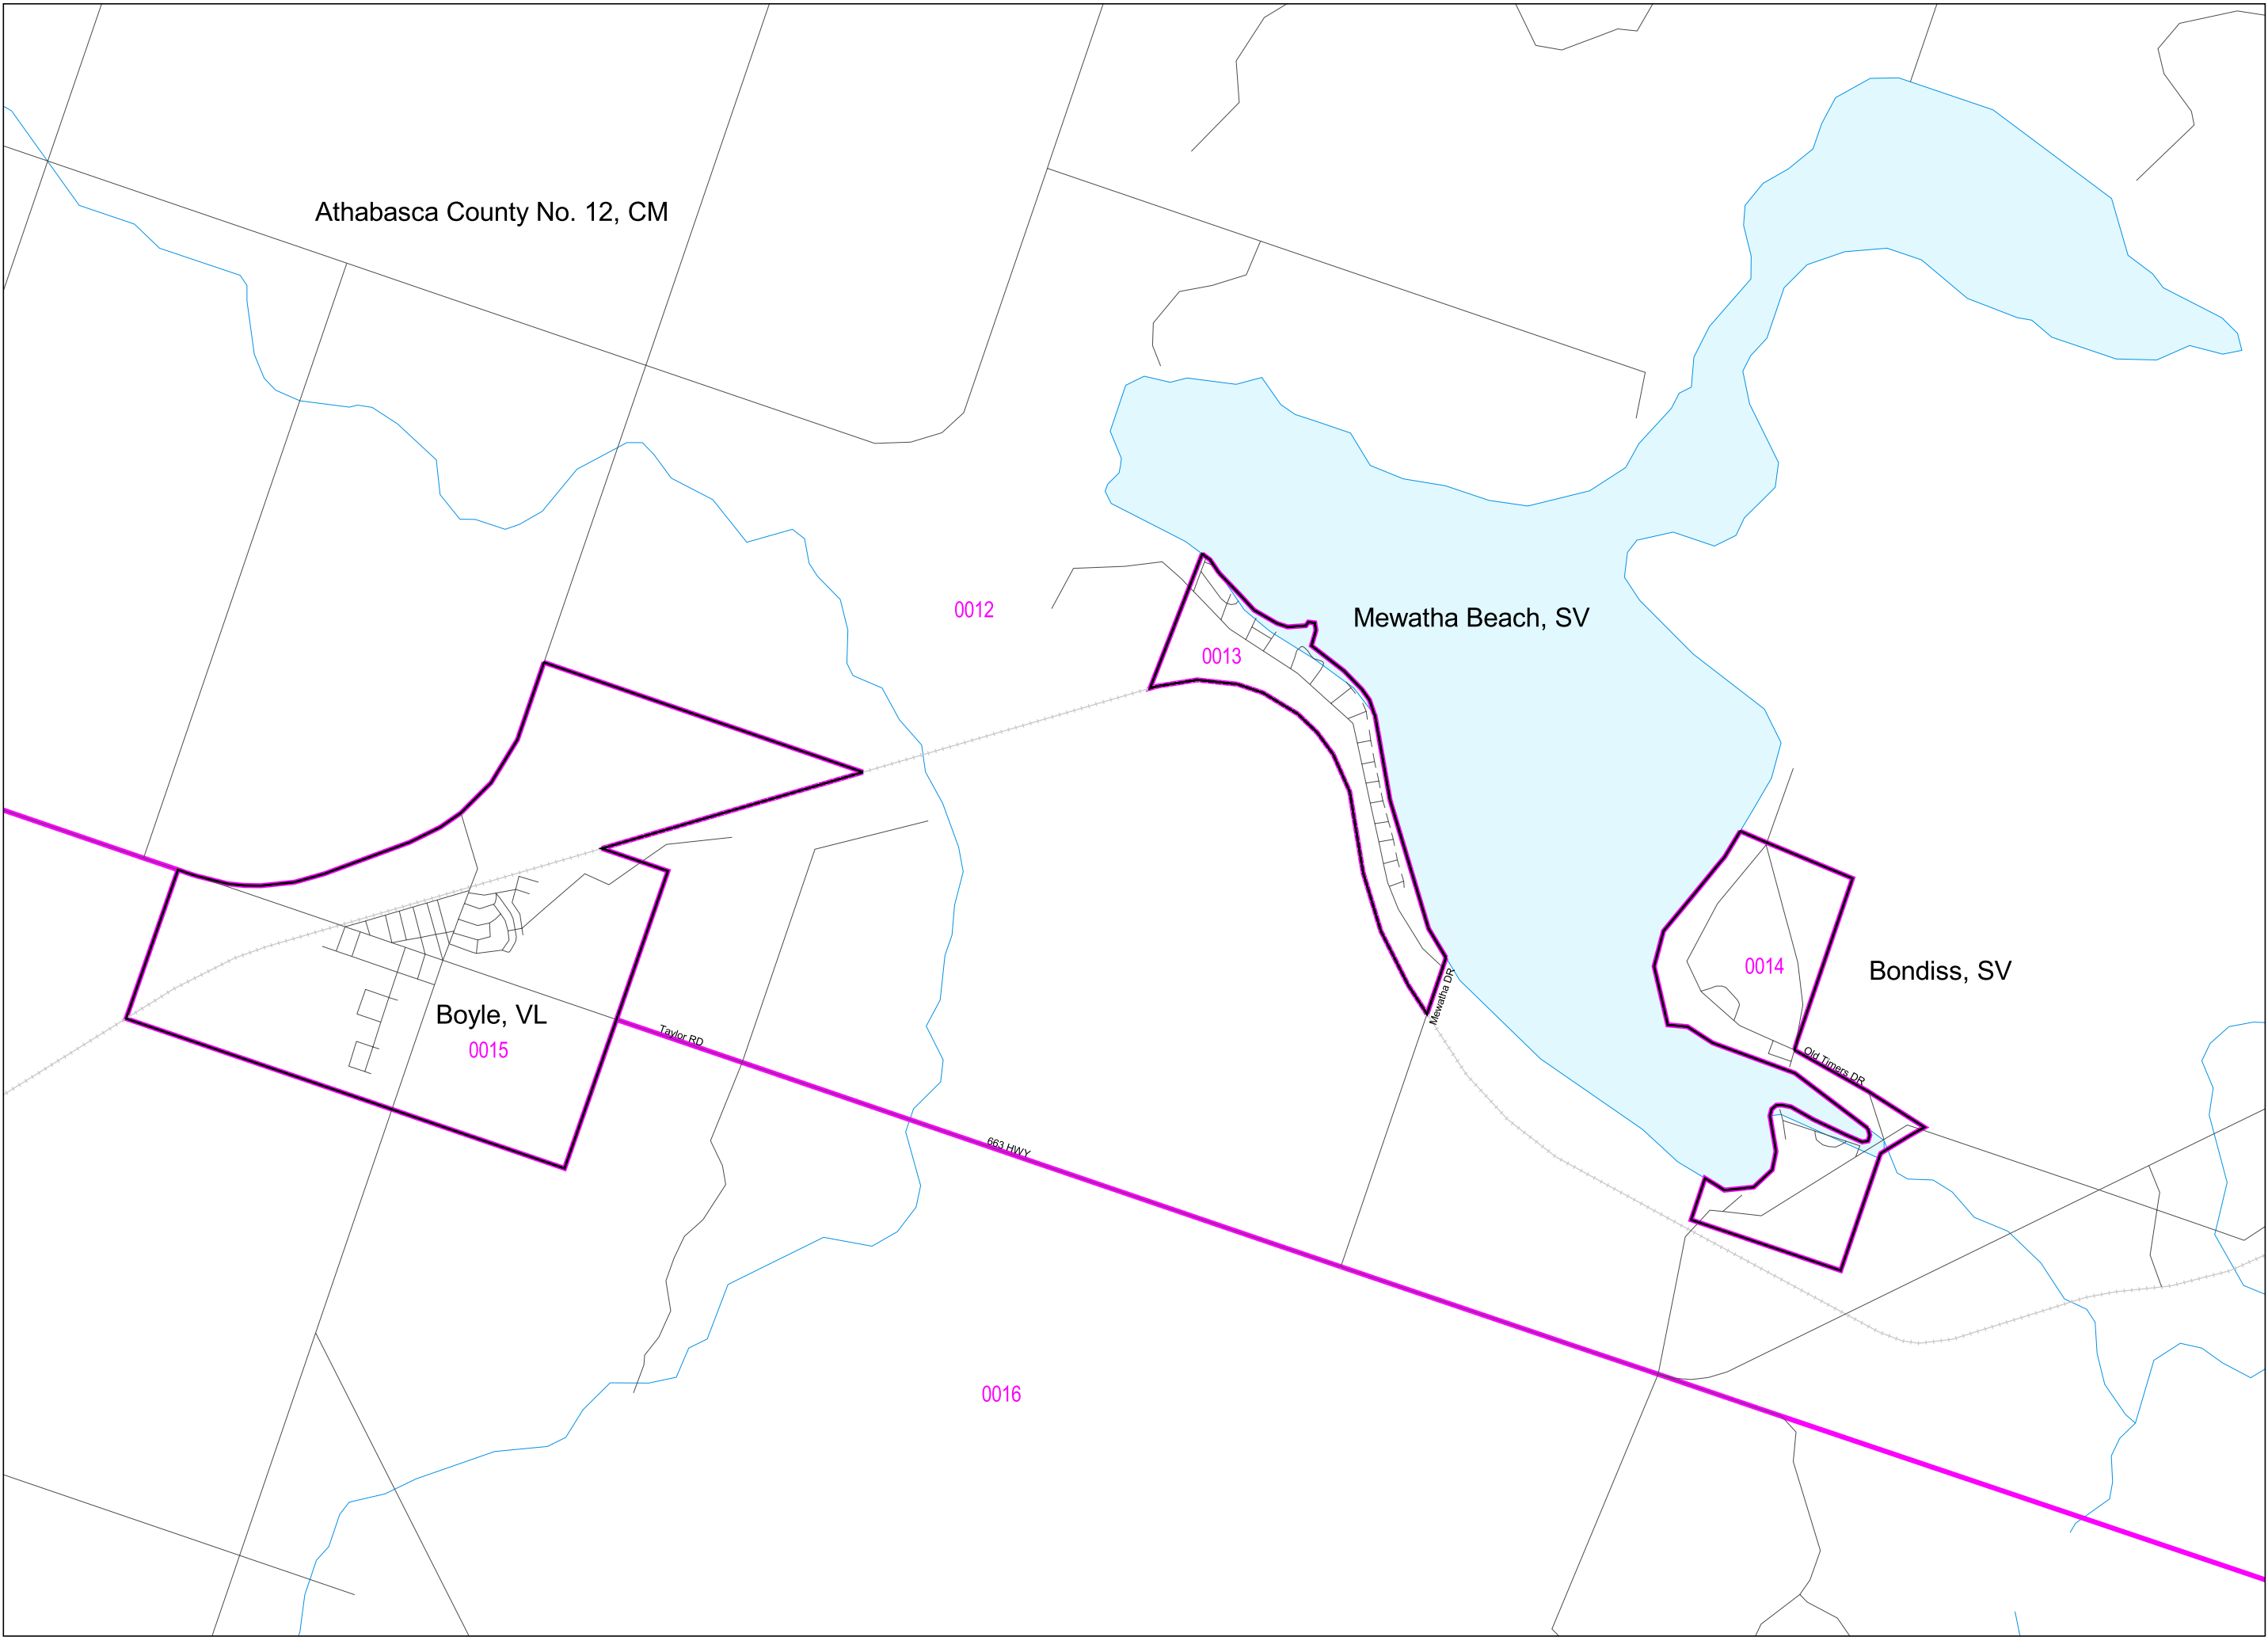 Athabasca County No. 12, CM
0012
Mewatha Beach, SV
0013
0014
Bondiss, SV
Mewatha DR
Boyle, VL
0015
Taylor RD
Old Timers DR
663 HWY
0016